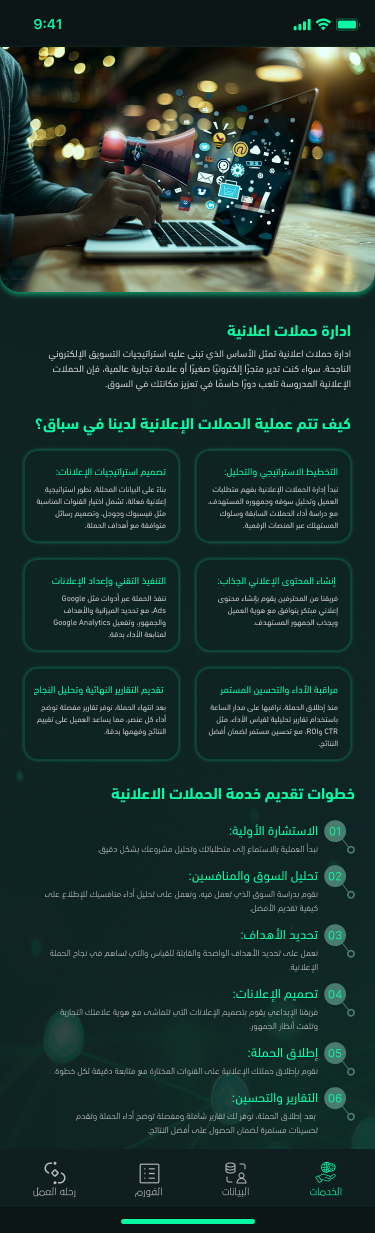 9:41
ادارة حملات اعلانية
ادارة حملات اعلانية تمثل الأساس الذي تبنى عليه استراتيجيات التسويق الإلكتروني
الناجحة. سواء كنت تدير متجرًا إلكترونيًا صغيرًا أو علامة تجارية عالمية، فإن الحملات
الإعلانية المدروسة تلعب دورًا حاسمًا في تعزيز مكانتك في السوق.
كيف تتم عملية الحملات الإعلانية لدينا في سباق؟
التخطيط الاستراتيجي والتحليل:
نبدأ إدارة الحملات الإعلانية بفهم متطلبات
العميل وتحليل سوقه وجمهوره المستهدف،
مع دراسة أداء الحملات السابقة وسلوك
المستهلك عبر المنصات الرقمية.
تصميم استراتيجيات الإعلانات:
بناءً على البيانات المحللة، نطور استراتيجية
إعلانية فعالة، تشمل اختيار القنوات المناسبة
مثل فيسبوك وجوجل، وتصميم رسائل
متوافقة مع أهداف الحملة.
إنشاء المحتوى الإعلاني الجذاب:
فريقنا من المحترفين يقوم بإنشاء محتوى
إعلاني مبتكر يتوافق مع هوية العميل
ويجذب الجمهور المستهدف.
التنفيذ التقني وإعداد الإعلانات
ننفذ الحملة عبر أدوات مثل Google
Ads، مع تحديد الميزانية والأهداف
والجمهور، وتفعيل Google Analytics
لمتابعة الأداء بدقة.
مراقبة الأداء والتحسين المستمر
منذ إطلاق الحملة، نراقبها على مدار الساعة
باستخدام تقارير تحليلية لقياس الأداء، مثل
CTR وROI، مع تحسين مستمر لضمان أفضل
النتائج.
تقديم التقارير النهائية وتحليل النجاح
بعد انتهاء الحملة، نوفر تقارير مفصلة توضح
أداء كل عنصر، مما يساعد العميل على تقييم
النتائج وفهمها بدقة.
خطوات تقديم خدمة الحملات الاعلانية
01 الاستشارة الأولية:
نبدأ العملية بالاستماع إلى متطلباتك وتحليل مشروعك بشكل دقيق.
02 تحليل السوق والمنافسين:
نقوم بدراسة السوق الذي تعمل فيه، ونعمل على تحليل أداء منافسيك للإطلاع على
كيفية تقديم الأفضل.
03 تحديد الأهداف:
نعمل على تحديد الأهداف الواضحة والقابلة للقياس والتي تساهم في نجاح الحملة
الإعلانية.
04 تصميم الإعلانات:
فريقنا الإبداعي يقوم بتصميم الإعلانات التي تتماشى مع هوية علامتك التجارية
وتلفت أنظار الجمهور.
05 إطلاق الحملة:
نقوم بإطلاق حملتك الإعلانية على القنوات المختارة مع متابعة دقيقة لكل خطوة.
06 التقارير والتحسين:
بعد إطلاق الحملة، نوفر لك تقارير شاملة ومفصلة توضح أداء الحملة وتقدم
تحسينات مستمرة لضمان الحصول على أفضل النتائج.
الخدمات
البيانات
الفورم
رحله العمل